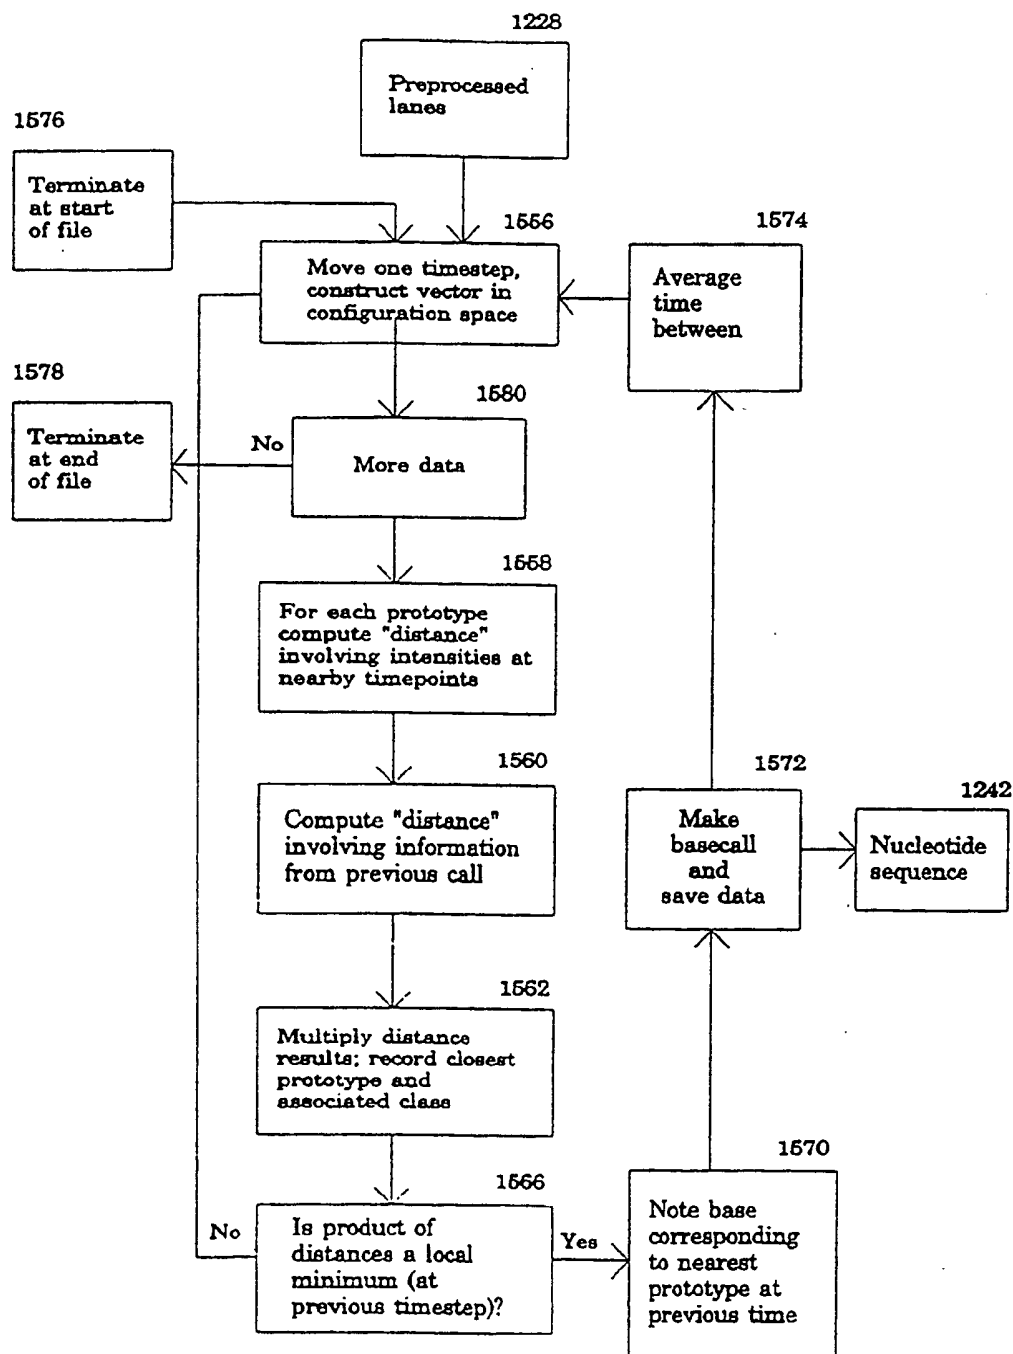 1228
Preprocessed
lanes
1576
Terminate
at start
of file
1556
Move one timestep,
construct vector in
configuration space
1574
Average
time
between
1578
Terminate
at end
of file
No
1580
More data
1558
For each prototype
compute "distance"
involving intensities at
nearby timepoints
1560
Compute "distance"
involving information
from previous call
1572
Make
basecall
and
save data
1242
Nucleotide
sequence
1562
Multiply distance
results; record closest
prototype and
associated class
1566
No
Is product of
distances a local
minimum (at
previous timestep)?
Yes
1570
Note base
corresponding
to nearest
prototype at
previous time